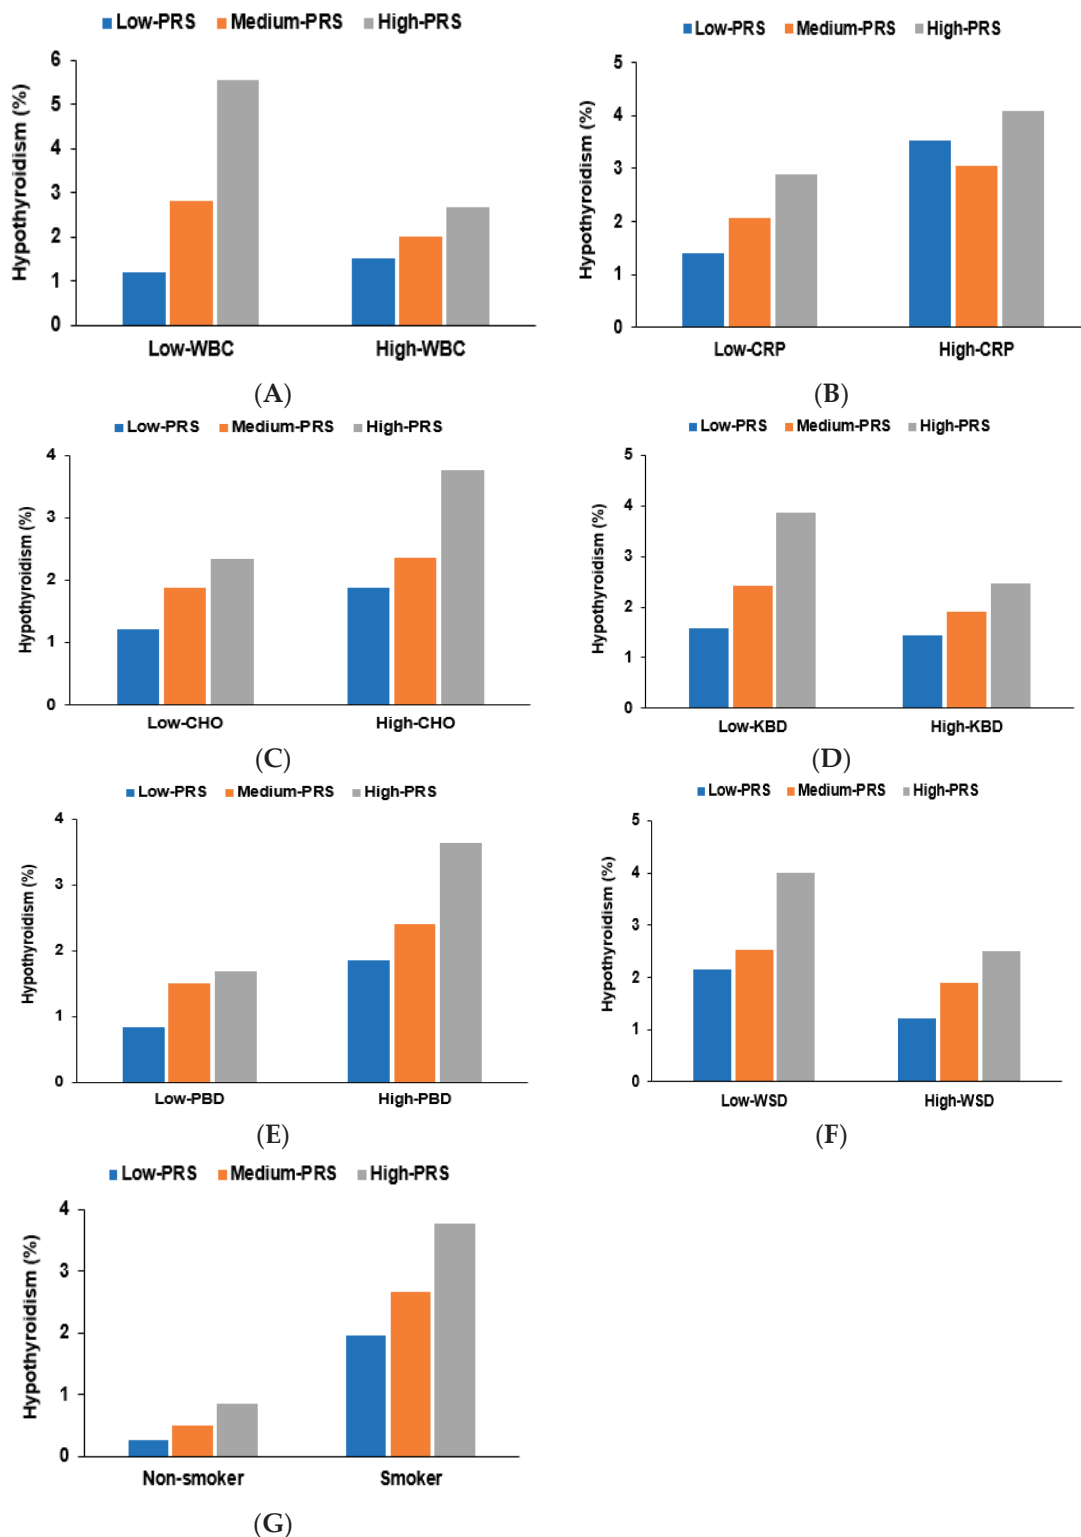 Low-PRS Medium-PRS High-PRS
Hypothyroidism (%)
6
5
4
3
2
1
0
Low-WBC High-WBC
(A)
Low-PRS Medium-PRS High-PRS
Hypothyroidism (%)
5
4
3
2
1
0
Low-CRP High-CRP
(B)
Low-PRS Medium-PRS High-PRS
Hypothyroidism (%)
4
3
2
1
0
Low-CHO High-CHO
(C)
Low-PRS Medium-PRS High-PRS
Hypothyroidism (%)
5
4
3
2
1
0
Low-KBD High-KBD
(D)
Low-PRS Medium-PRS High-PRS
Hypothyroidism (%)
4
3
2
1
0
Low-PBD High-PBD
(E)
Low-PRS Medium-PRS High-PRS
Hypothyroidism (%)
5
4
3
2
1
0
Low-WSD High-WSD
(F)
Low-PRS Medium-PRS High-PRS
Hypothyroidism (%)
4
3
2
1
0
Non-smoker Smoker
(G)